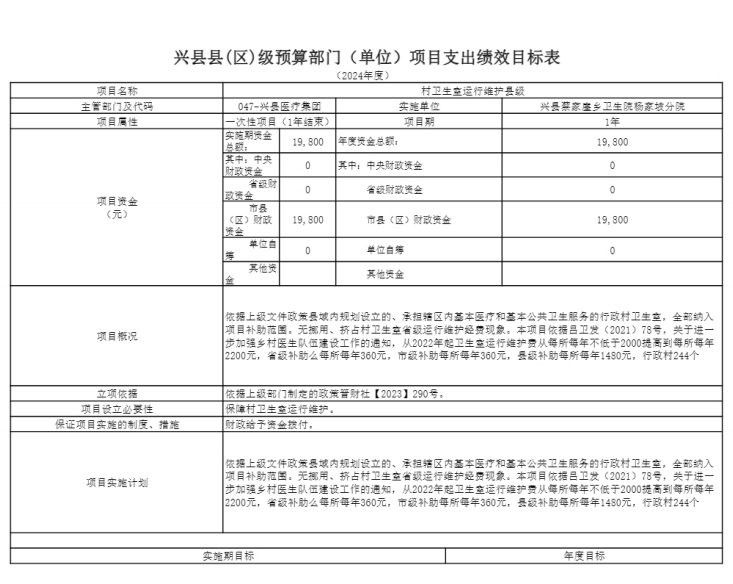 兴县县(区)级预算部门（单位）项目支出绩效目标表
（2024年度）
项目名称 村卫生室运行维护县级
主管部门及代码 047-兴县医疗集团 实施单位 兴县蔡家崖乡卫生院杨家坡分院
项目属性 一次性项目（1年结束） 项目期 1年
项目资金
（元）
实施期资金
总额： 19,800 年度资金总额： 19,800
其中：中央
财政资金 0 其中：中央财政资金 0
省级财
政资金 0 省级财政资金 0
市县
（区）财政
资金 19,800 市县（区）财政资金 19,800
单位自
筹 0 单位自筹 0
其他资
金 其他资金
项目概况
依据上级文件政策县域内规划设立的、承担辖区内基本医疗和基本公共卫生服务的行政村卫生室，全部纳入
项目补助范围。无挪用、挤占村卫生室省级运行维护经费现象。本项目依据吕卫发（2021）78号，关于进一
步加强乡村医生队伍建设工作的通知，从2022年起卫生室运行维护费从每所每年不低于2000提高到每所每年
2200元，省级补助么每所每年360元，市级补助每所每年360元，县级补助每所每年1480元，行政村244个
立项依据 依据上级部门制定的政策晋财社【2023】290号。
项目设立必要性 保障村卫生室运行维护。
保证项目实施的制度、措施 财政给予资金拨付。
项目实施计划
依据上级文件政策县域内规划设立的、承担辖区内基本医疗和基本公共卫生服务的行政村卫生室，全部纳入
项目补助范围。无挪用、挤占村卫生室省级运行维护经费现象。本项目依据吕卫发（2021）78号，关于进一
步加强乡村医生队伍建设工作的通知，从2022年起卫生室运行维护费从每所每年不低于2000提高到每所每年
2200元，省级补助么每所每年360元，市级补助每所每年360元，县级补助每所每年1480元，行政村244个
实施期目标 年度目标